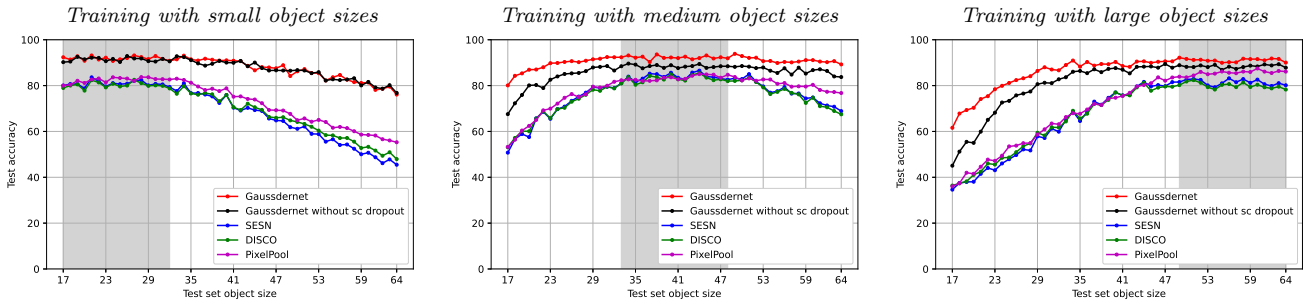 Training with small object sizes
100
80
60
40
20
0
Test accuracy
Gaussdernet
Gaussdernet without sc dropout
SESN
DISCO
PixelPool
17 23 29 35 41 47 53 59 64
Test set object size
Training with medium object sizes
100
80
60
40
20
0
Test accuracy
Gaussdernet
Gaussdernet without sc dropout
SESN
DISCO
PixelPool
17 23 29 35 41 47 53 59 64
Test set object size
Training with large object sizes
100
80
60
40
20
0
Test accuracy
Gaussdernet
Gaussdernet without sc dropout
SESN
DISCO
PixelPool
17 23 29 35 41 47 53 59 64
Test set object size